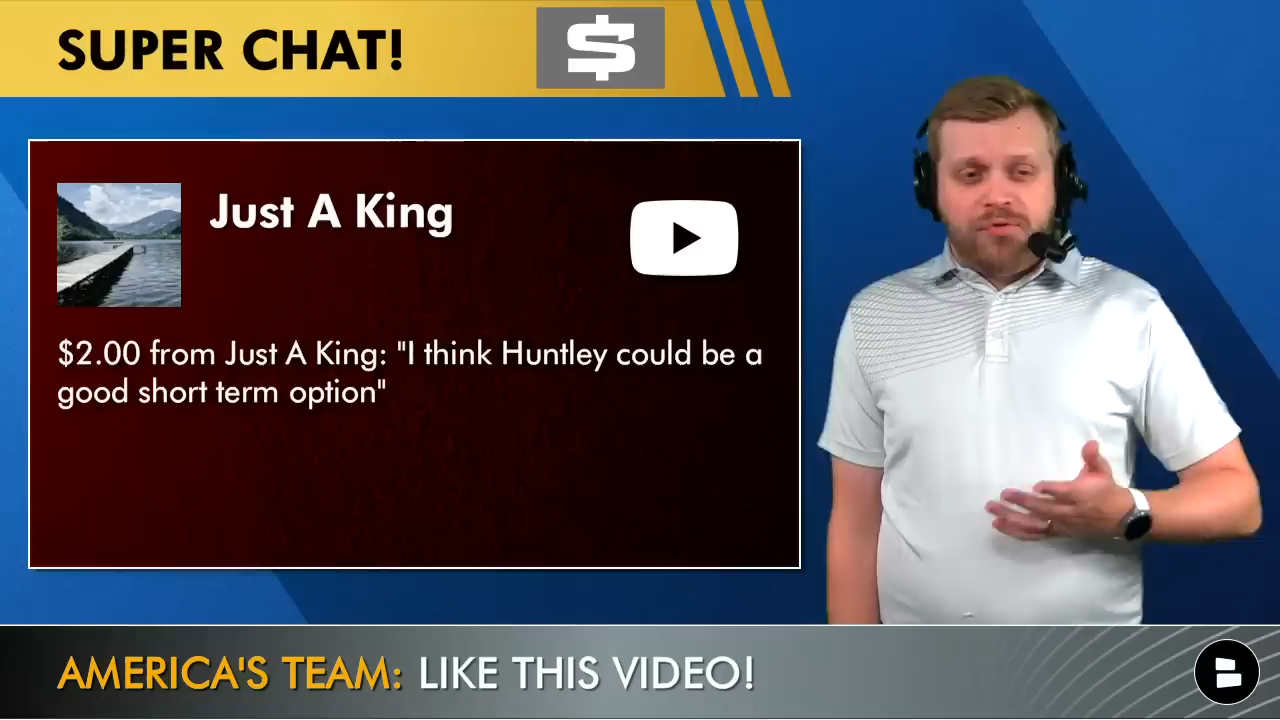 SUPER CHAT!
Just A King
$2.00 from Just A King: "I think Huntley could be a
good short term option"
AMERICA'S TEAM: LIKE THIS VIDEO!